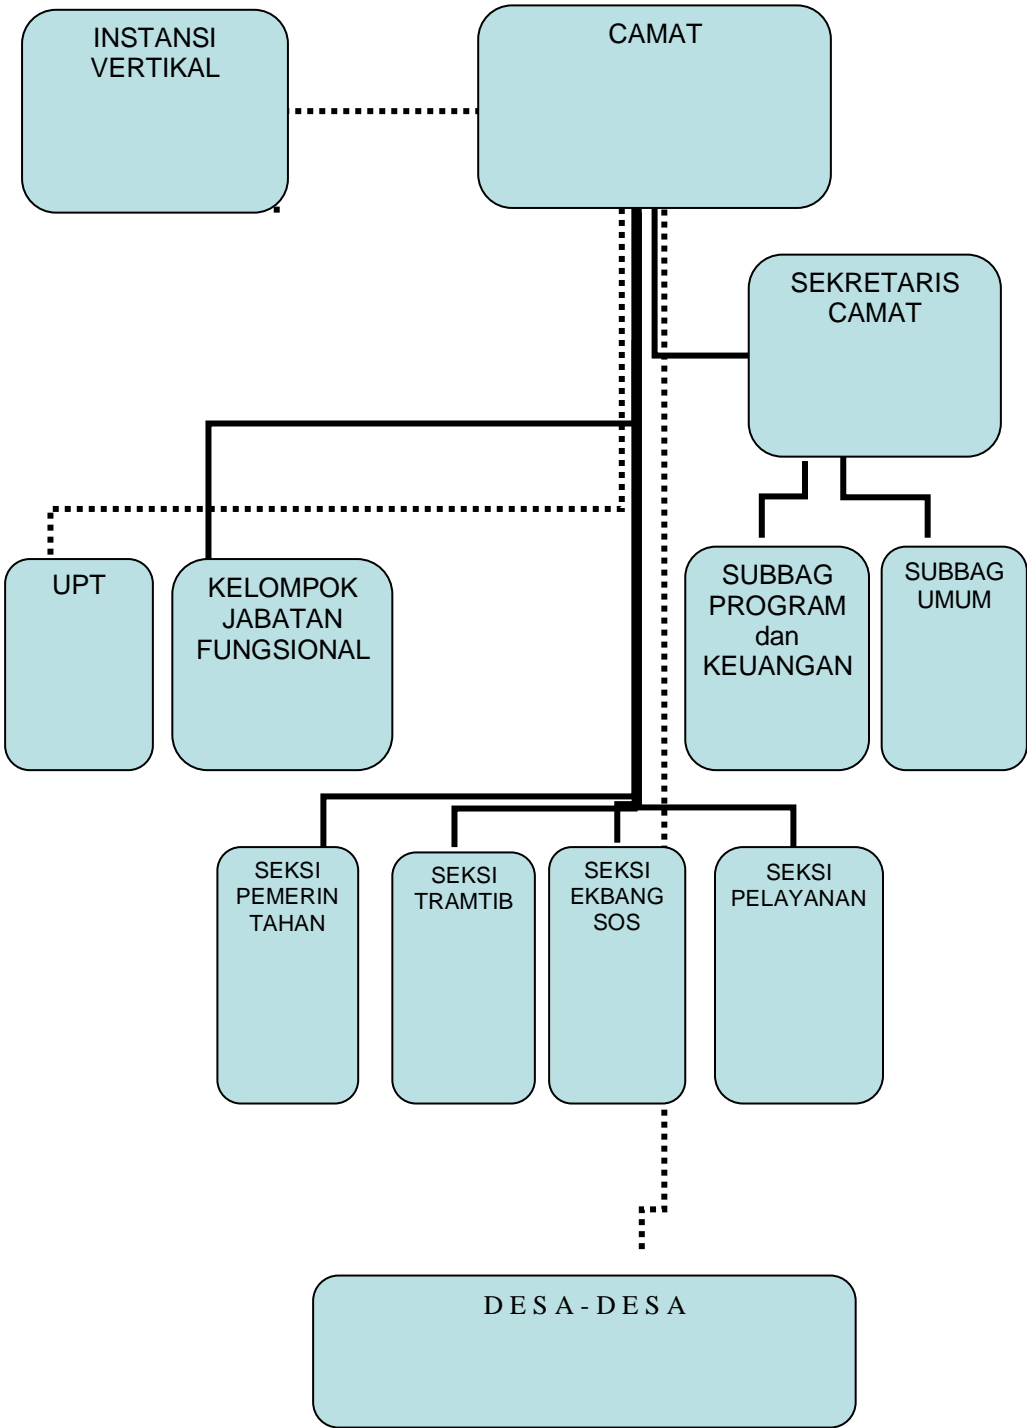 INSTANSI
VERTIKAL
CAMAT
SEKRETARIS
CAMAT
UPT
KELOMPOK
JABATAN
FUNGSIONAL
SUBBAG
PROGRAM
dan
KEUANGAN
SUBBAG
UMUM
SEKSI
PEMERIN
TAHAN
SEKSI
TRAMTIB
SEKSI
EKBANG
SOS
SEKSI
PELAYANAN
D E S A - D E S A